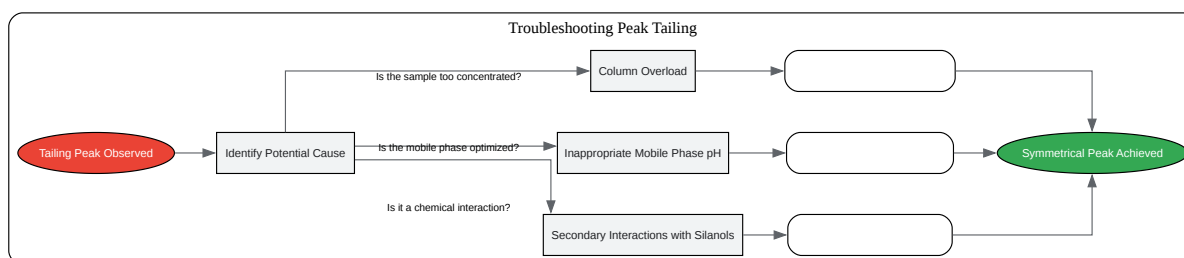 Troubleshooting Peak Tailing
Is the sample too concentrated?
Column Overload
Tailing Peak Observed
Identify Potential Cause
Is the mobile phase optimized?
Inappropriate Mobile Phase pH
Symmetrical Peak Achieved
Is it a chemical interaction?
Secondary Interactions with Silanols